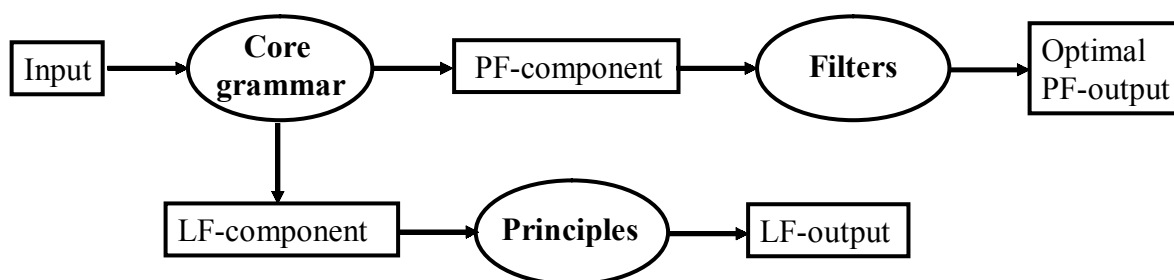 Input
Core
grammar
PF-component
Filters
Optimal
PF-output
LF-component
Principles
LF-output